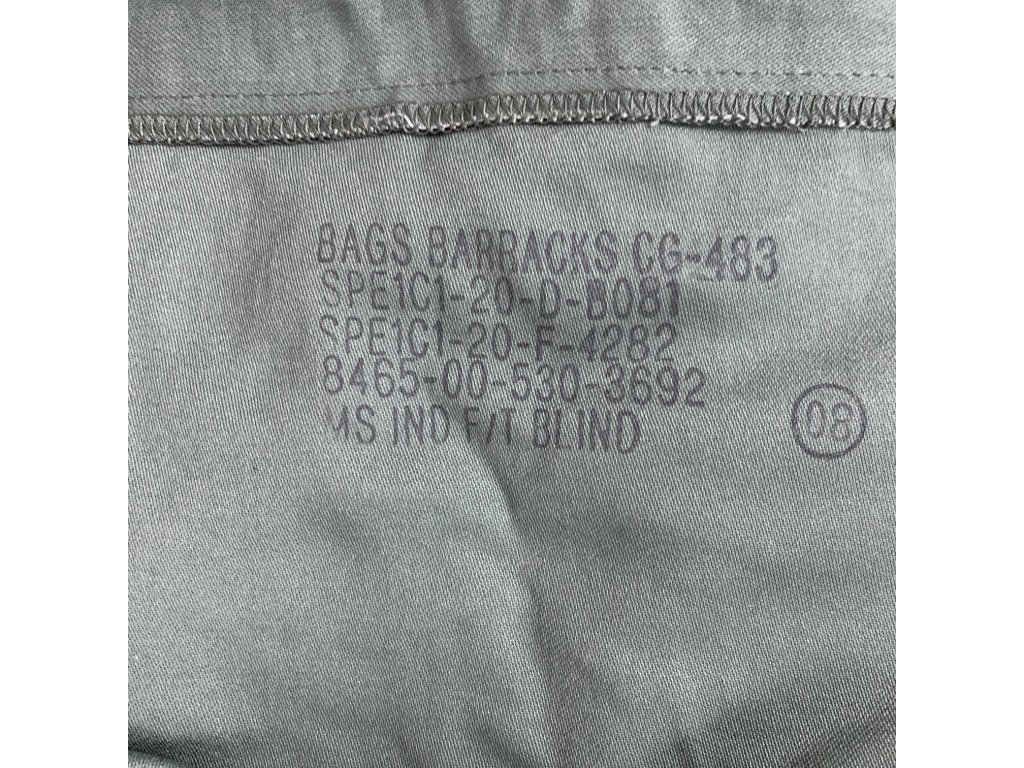 BAGS BARRACKS CG-483
SPE1C1-20-D-B081
SPE1C1-20-F-4282
8465-00-530-3692
MS IND F/T BLIND
08